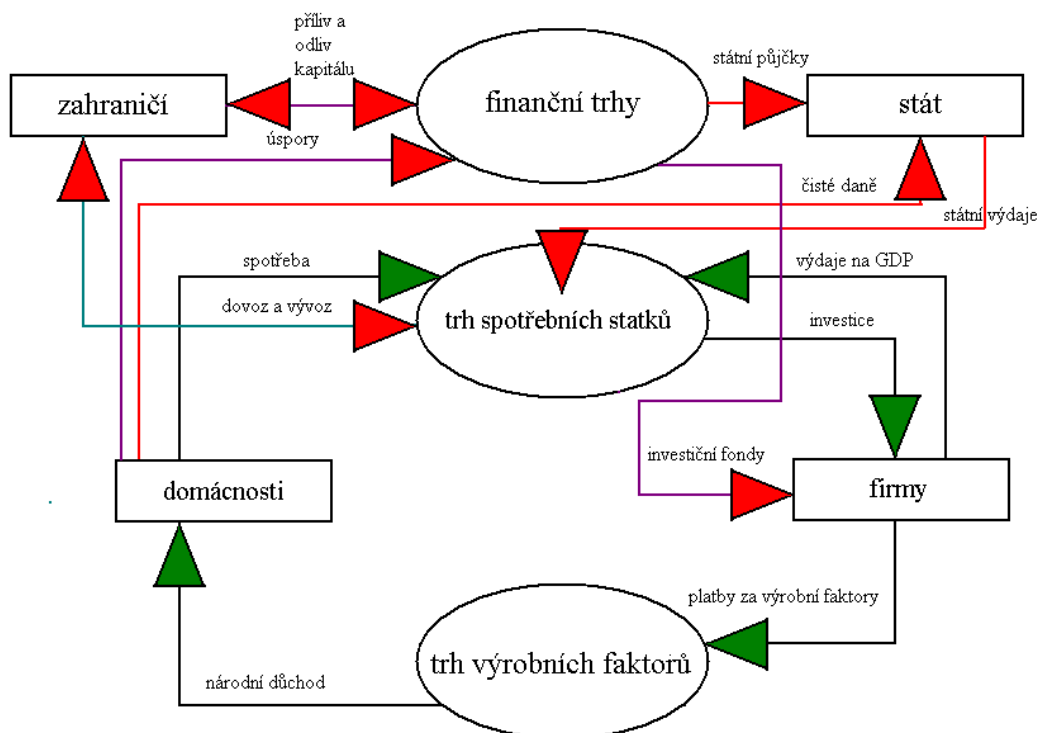 příliv a
odliv
kapitálu
státní půjčky
zahraničí
finanční trhy
stát
úspory
čisté daně
státní výdaje
spotřeba
výdaje na GDP
dovoz a vývoz
trh spotřebních statků
investice
investiční fondy
domácnosti
firmy
platby za výrobní faktory
trh výrobních faktorů
národní důchod